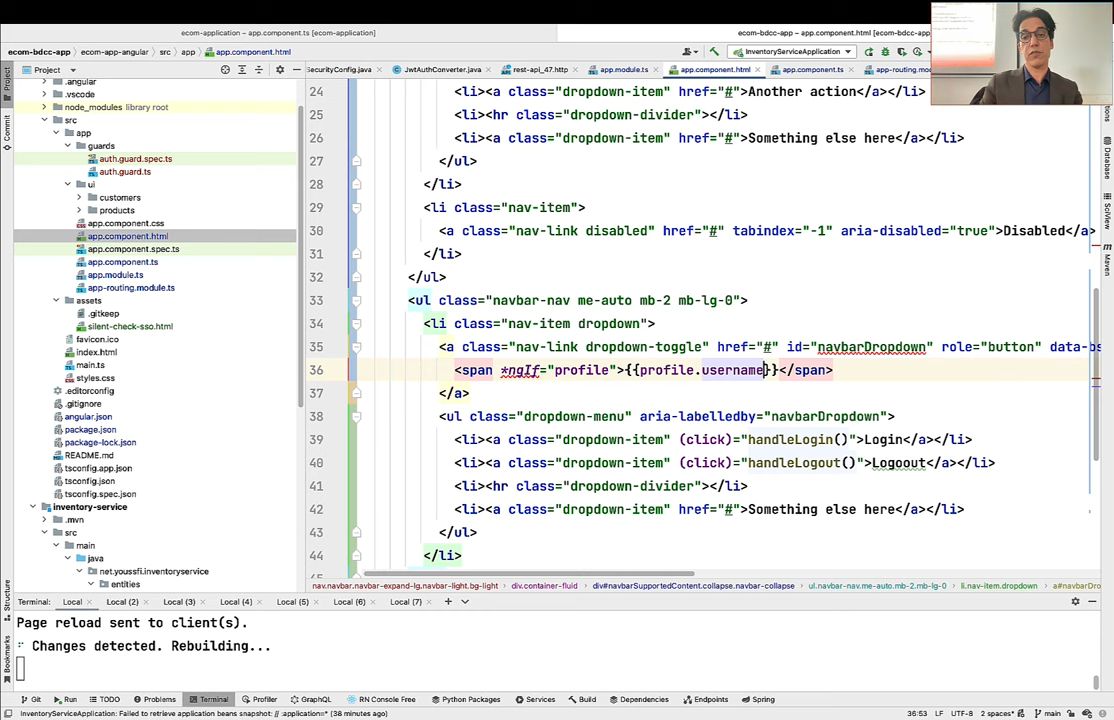 ecom-application – app.component.ts [ecom-application]
ecom-bdcc-app › ecom-app-angular › src › app › app.component.html
InventoryServiceApplication
Project
SecurityConfig.java
JwtAuthConverter.java
rest-api_47.http
app.module.ts
app.component.html
app.component.ts
.angular
.vscode
node_modules library root
src
app
guards
auth.guard.spec.ts
auth.guard.ts
ui
customers
products
app.component.css
app.component.html
app.component.spec.ts
app.component.ts
app.module.ts
app-routing.module.ts
assets
.gitkeep
silent-check-sso.html
favicon.ico
index.html
main.ts
styles.css
.editorconfig
.gitignore
angular.json
package.json
package-lock.json
README.md
tsconfig.app.json
tsconfig.json
tsconfig.spec.json
inventory-service
.mvn
src
main
java
net.youssfi.inventoryservice
entities
24 <li><a class="dropdown-item" href="#">Another action</a></li>
25 <li><hr class="dropdown-divider"></li>
26 <li><a class="dropdown-item" href="#">Something else here</a></li>
27 </ul>
28 </li>
29 <li class="nav-item">
30 <a class="nav-link disabled" href="#" tabindex="-1" aria-disabled="true">Disabled</a>
31 </li>
32 </ul>
33 <ul class="navbar-nav me-auto mb-2 mb-lg-0">
34 <li class="nav-item dropdown">
35 <a class="nav-link dropdown-toggle" href="#" id="navbarDropdown" role="button" data-bs
36 <span *ngIf="profile">{{profile.username}}</span>
37 </a>
38 <ul class="dropdown-menu" aria-labelledby="navbarDropdown">
39 <li><a class="dropdown-item" (click)="handleLogin()">Login</a></li>
40 <li><a class="dropdown-item" (click)="handleLogout()">Logoout</a></li>
41 <li><hr class="dropdown-divider"></li>
42 <li><a class="dropdown-item" href="#">Something else here</a></li>
43 </ul>
44 </li>
nav.navbar.navbar-expand-lg.navbar-light.bg-light › div.container-fluid › div#navbarSupportedContent.collapse.navbar-collapse › ul.navbar-nav.me-auto.mb-2.mb-lg-0 › li.nav-item.dropdown
Terminal: Local Local (2) Local (3) Local (4) Local (5) Local (6) Local (7)
Page reload sent to client(s).
Changes detected. Rebuilding...
Git Run TODO Problems Terminal Profiler GraphQL RN Console Free Python Packages Services Build Dependencies Endpoints Spring
InventoryServiceApplication: Failed to retrieve application beans snapshot: // :application=* (38 minutes ago)
36:53 LF UTF-8 2 spaces* main
Project
Commit
Structure
Bookmarks
Database
SciView
Maven